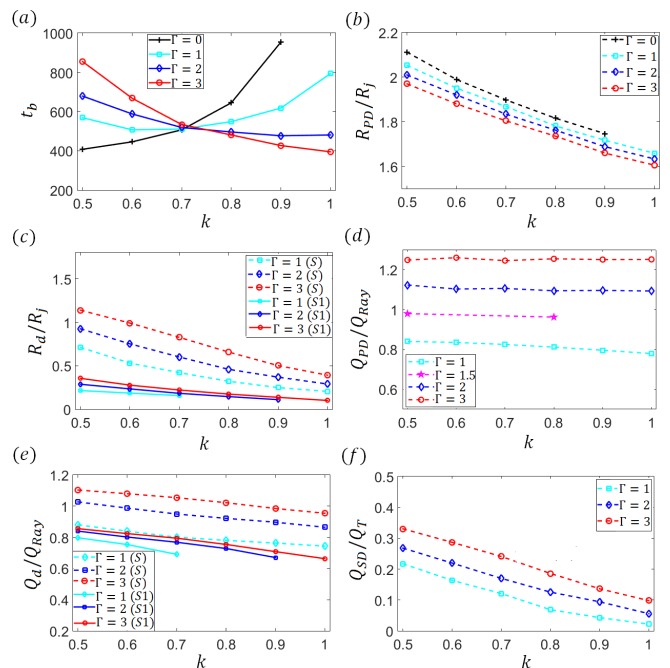 (a)
1000
800
600
400
200
t_b
0.5 0.6 0.7 0.8 0.9 1
k
Γ = 0
Γ = 1
Γ = 2
Γ = 3
(b)
2.2
2
1.8
1.6
R_PD/R_j
0.5 0.6 0.7 0.8 0.9 1
k
Γ = 0
Γ = 1
Γ = 2
Γ = 3
(c)
1.5
1
0.5
0
R_d/R_j
0.5 0.6 0.7 0.8 0.9 1
k
Γ = 1 (S)
Γ = 2 (S)
Γ = 3 (S)
Γ = 1 (S1)
Γ = 2 (S1)
Γ = 3 (S1)
(d)
1.2
1
0.8
0.6
Q_PD/Q_Ray
0.5 0.6 0.7 0.8 0.9 1
k
Γ = 1
Γ = 1.5
Γ = 2
Γ = 3
(e)
1.2
1
0.8
0.6
0.4
0.2
Q_d/Q_Ray
0.5 0.6 0.7 0.8 0.9 1
k
Γ = 1 (S)
Γ = 2 (S)
Γ = 3 (S)
Γ = 1 (S1)
Γ = 2 (S1)
Γ = 3 (S1)
(f)
0.5
0.4
0.3
0.2
0.1
0
Q_SD/Q_T
0.5 0.6 0.7 0.8 0.9 1
k
Γ = 1
Γ = 2
Γ = 3